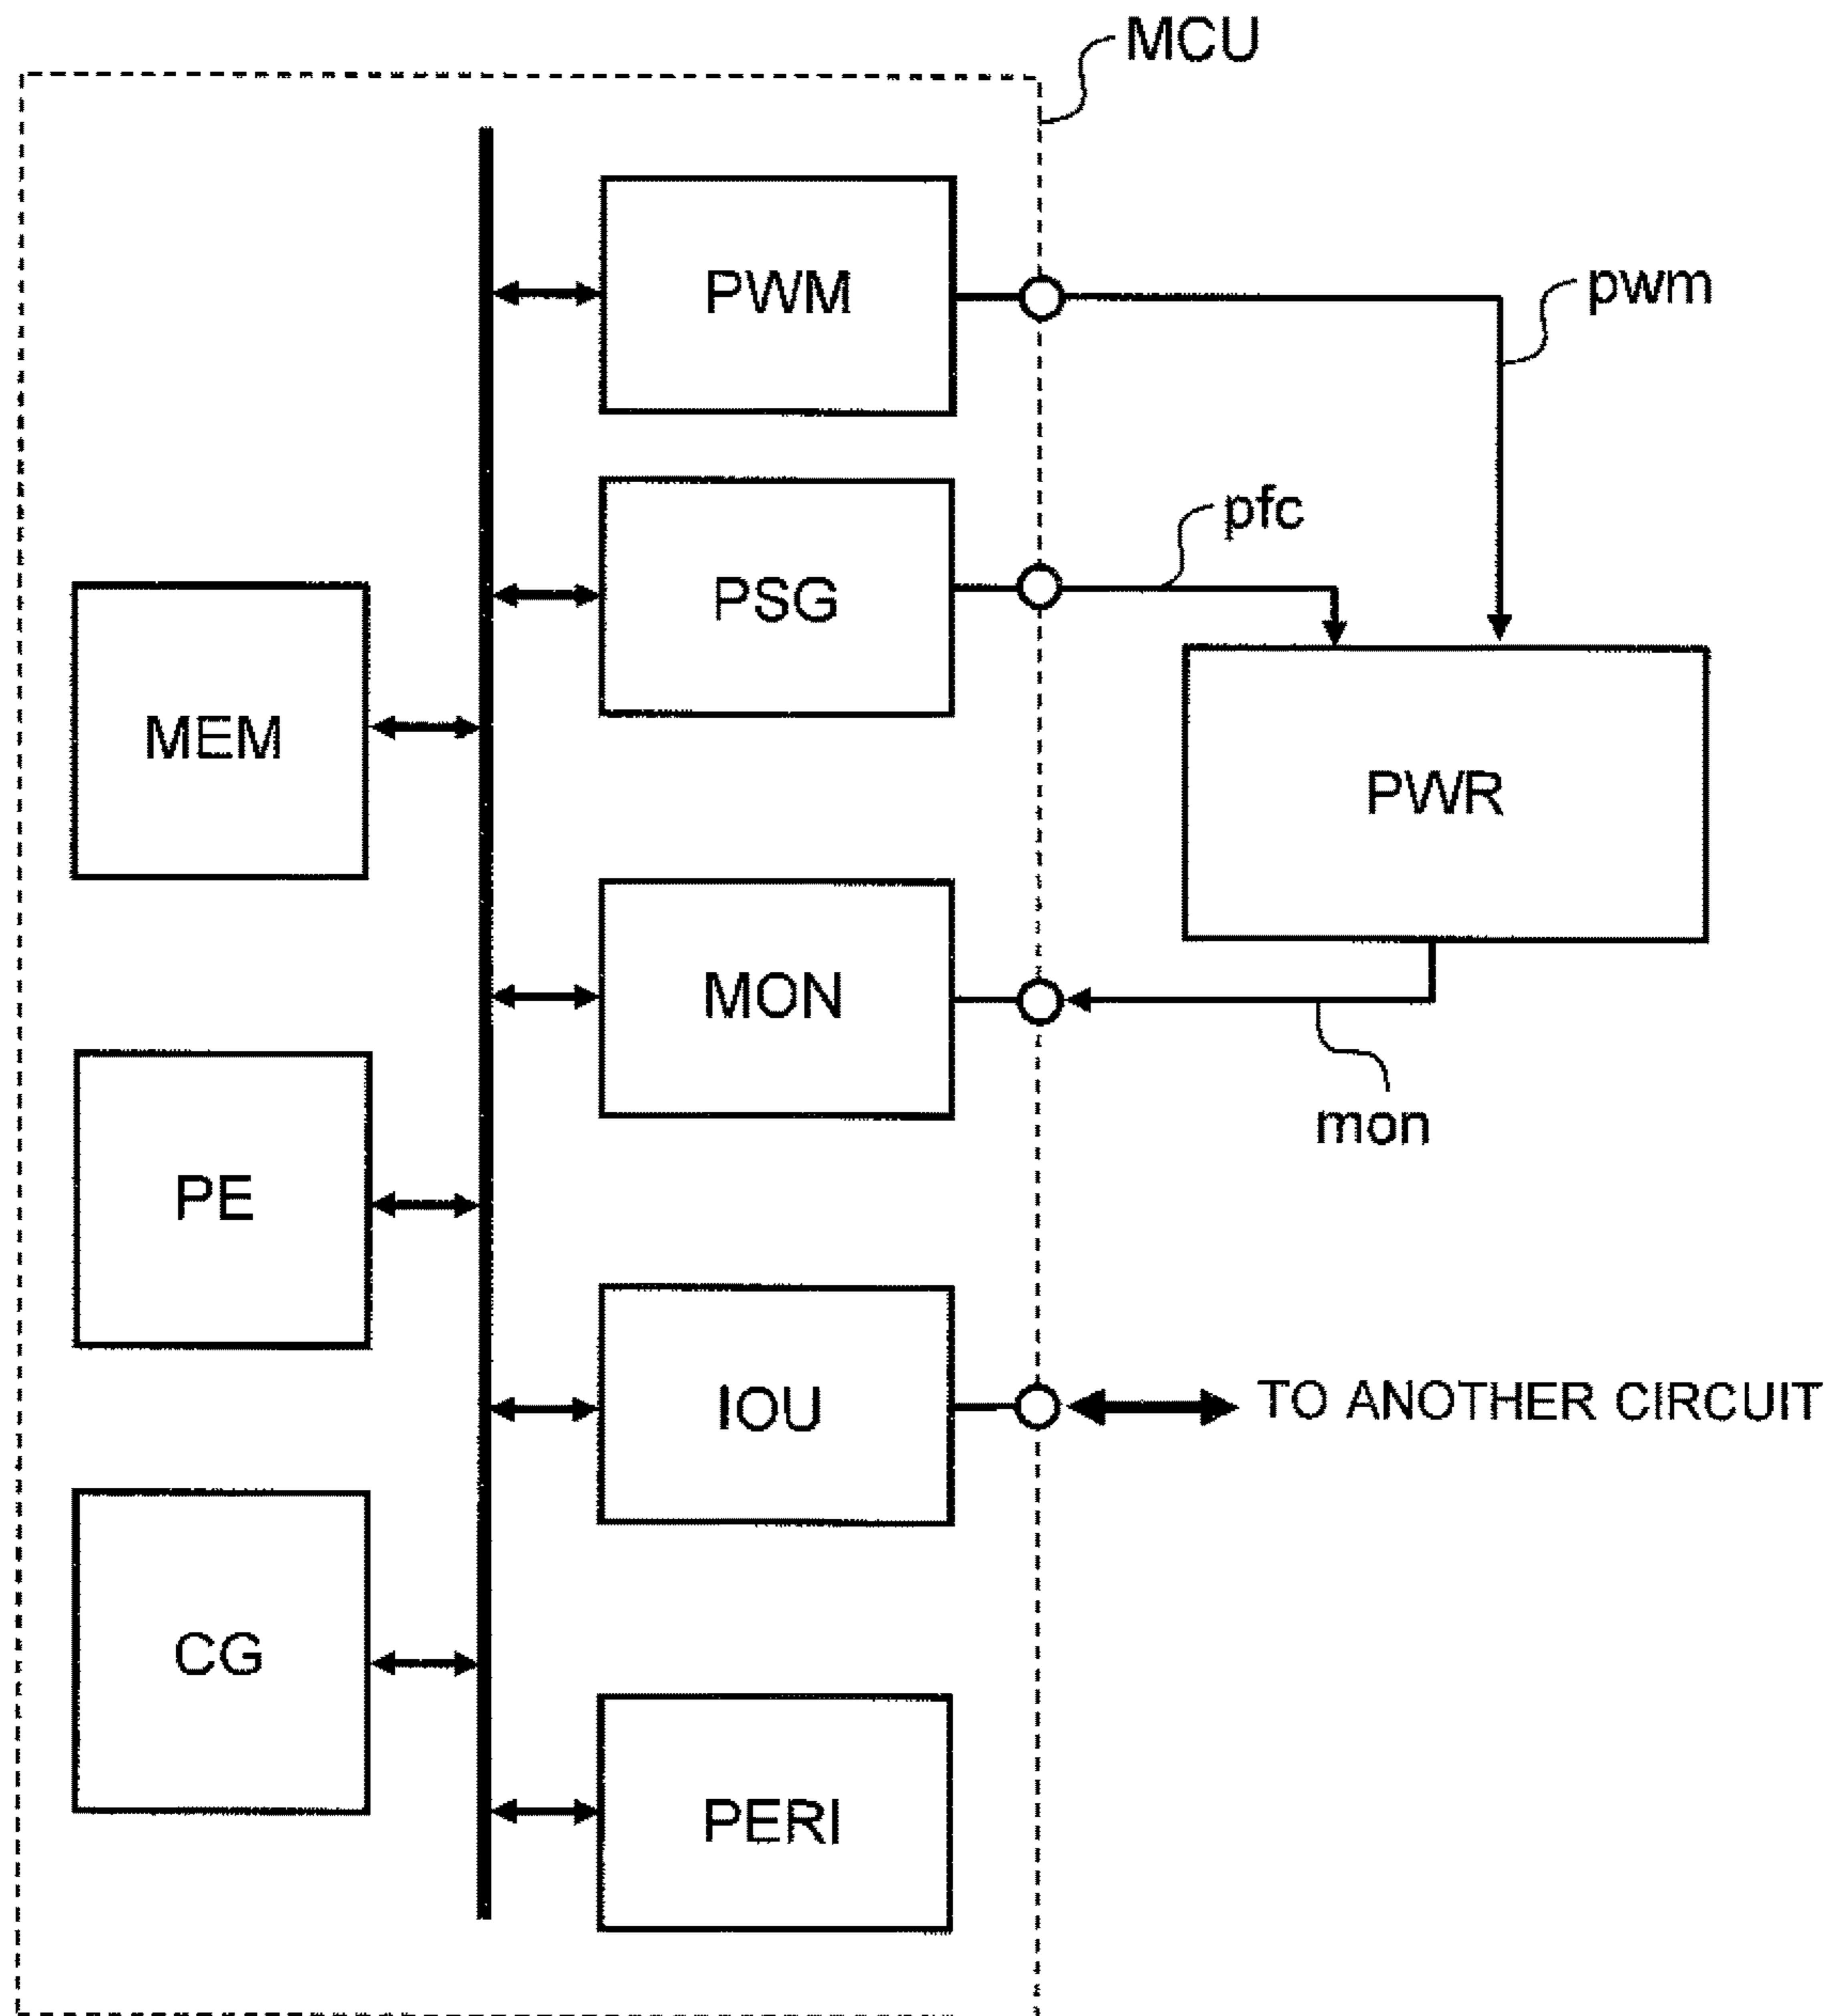 MCU
PWM
pwm
pfc
PSG
MEM
PWR
MON
mon
PE
IOU
TO ANOTHER CIRCUIT
CG
PERI